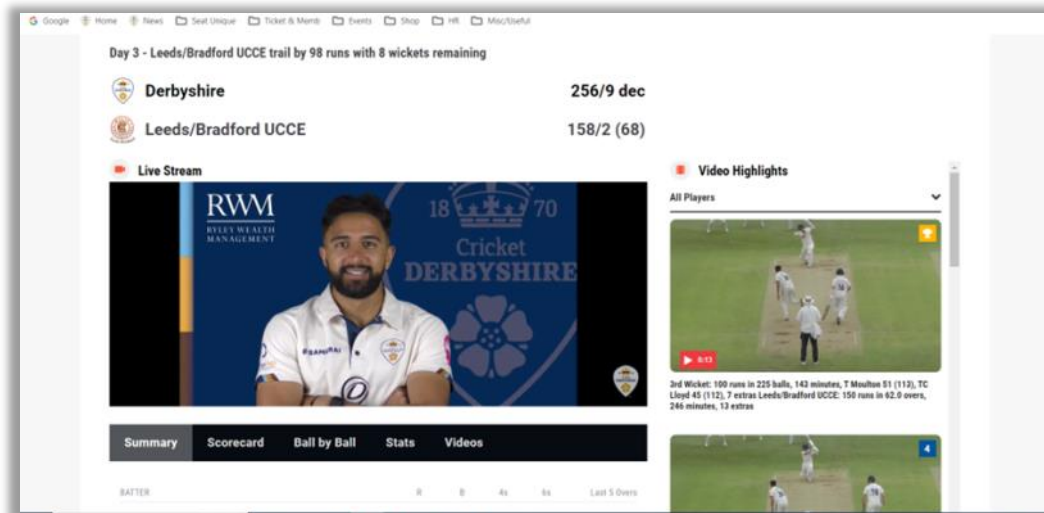 Google Home News Seat Unique Ticket & Memb Events Shop HR Misc/Useful
Day 3 - Leeds/Bradford UCCE trail by 98 runs with 8 wickets remaining
Derbyshire 256/9 dec
Leeds/Bradford UCCE 158/2 (68)
Live Stream
RWM
RYLEY WEALTH
MANAGEMENT
18 70
Cricket
DERBYSHIRE
SAMURAI
Video Highlights
All Players
0:13
3rd Wicket: 100 runs in 225 balls, 143 minutes, T Moulton 51 (113), TC
Lloyd 45 (112), 7 extras Leeds/Bradford UCCE: 150 runs in 62.0 overs,
246 minutes, 13 extras
4
Summary Scorecard Ball by Ball Stats Videos
BATTER R B 4s 6s Last 5 Overs